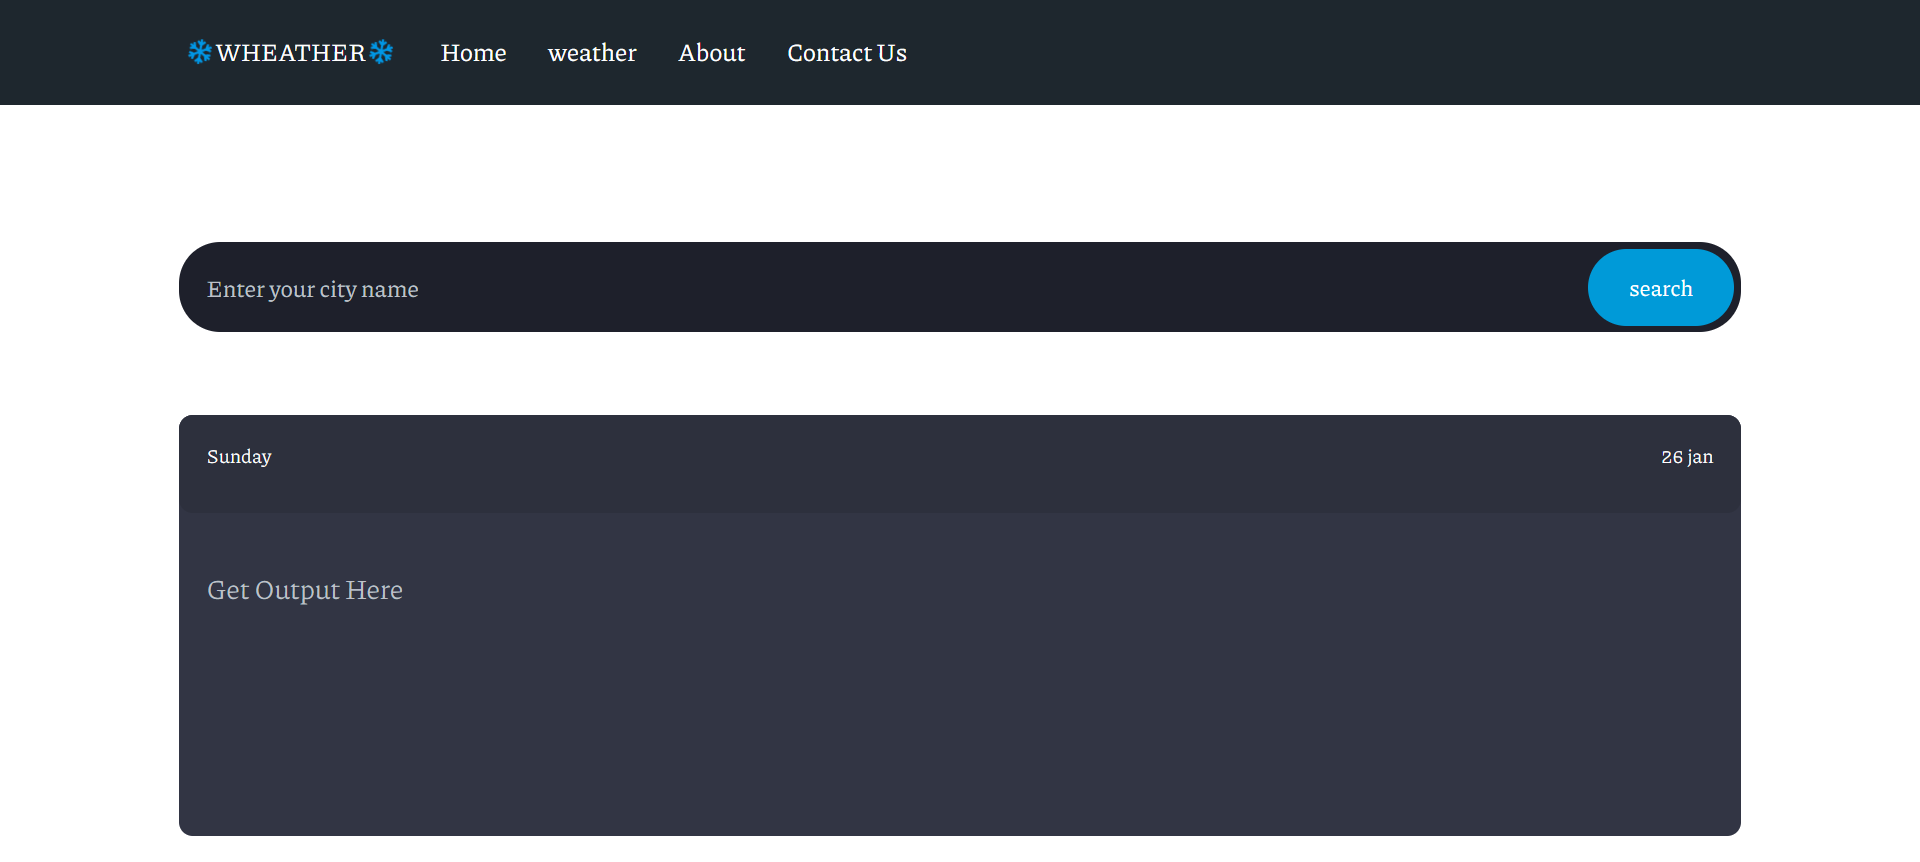 ❄WHEATHER❄ Home weather About Contact Us
Enter your city name search
Sunday 26 jan
Get Output Here